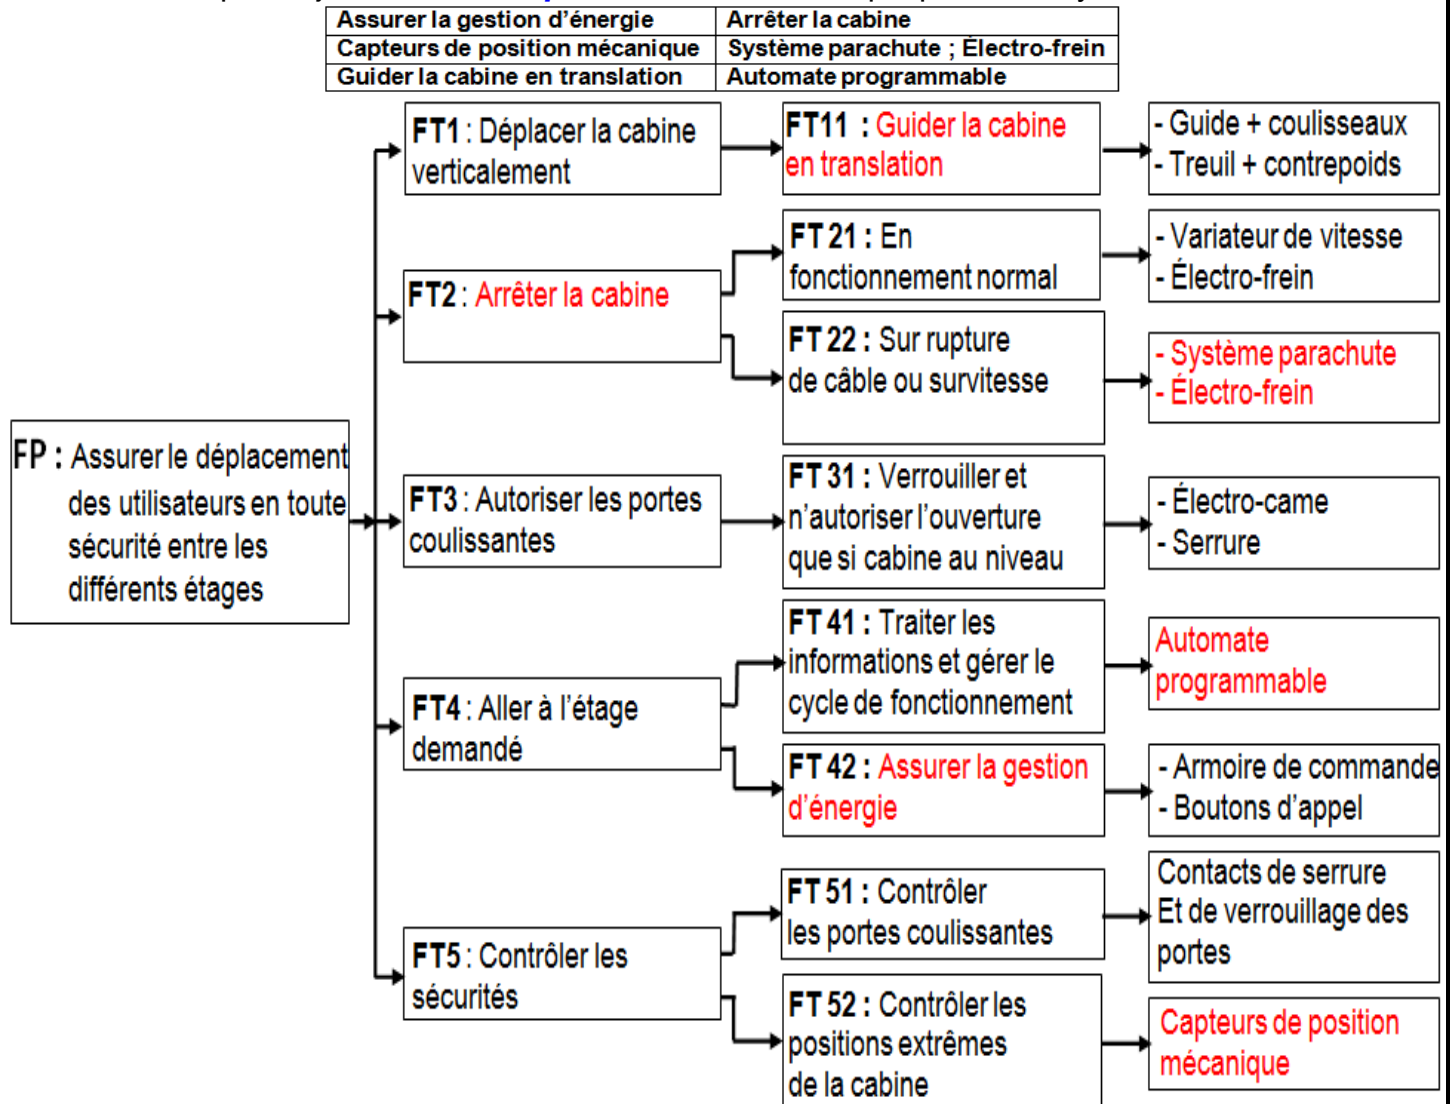 Assurer la gestion d'énergie Arrêter la cabine
Capteurs de position mécanique Système parachute ; Électro-frein
Guider la cabine en translation Automate programmable
FT1 : Déplacer la cabine
verticalement
FT11 : Guider la cabine
en translation
- Guide + coulisseaux
- Treuil + contrepoids
FT2 : Arrêter la cabine
FT 21 : En
fonctionnement normal
- Variateur de vitesse
- Électro-frein
FT 22 : Sur rupture
de câble ou survitesse
- Système parachute
- Électro-frein
FP : Assurer le déplacement
des utilisateurs en toute
sécurité entre les
différents étages
FT3 : Autoriser les portes
coulissantes
FT 31 : Verrouiller et
n'autoriser l'ouverture
que si cabine au niveau
- Électro-came
- Serrure
FT4 : Aller à l'étage
demandé
FT 41 : Traiter les
informations et gérer le
cycle de fonctionnement
Automate
programmable
FT 42 : Assurer la gestion
d'énergie
- Armoire de commande
- Boutons d'appel
FT5 : Contrôler les
sécurités
FT 51 : Contrôler
les portes coulissantes
Contacts de serrure
Et de verrouillage des
portes
FT 52 : Contrôler les
positions extrêmes
de la cabine
Capteurs de position
mécanique